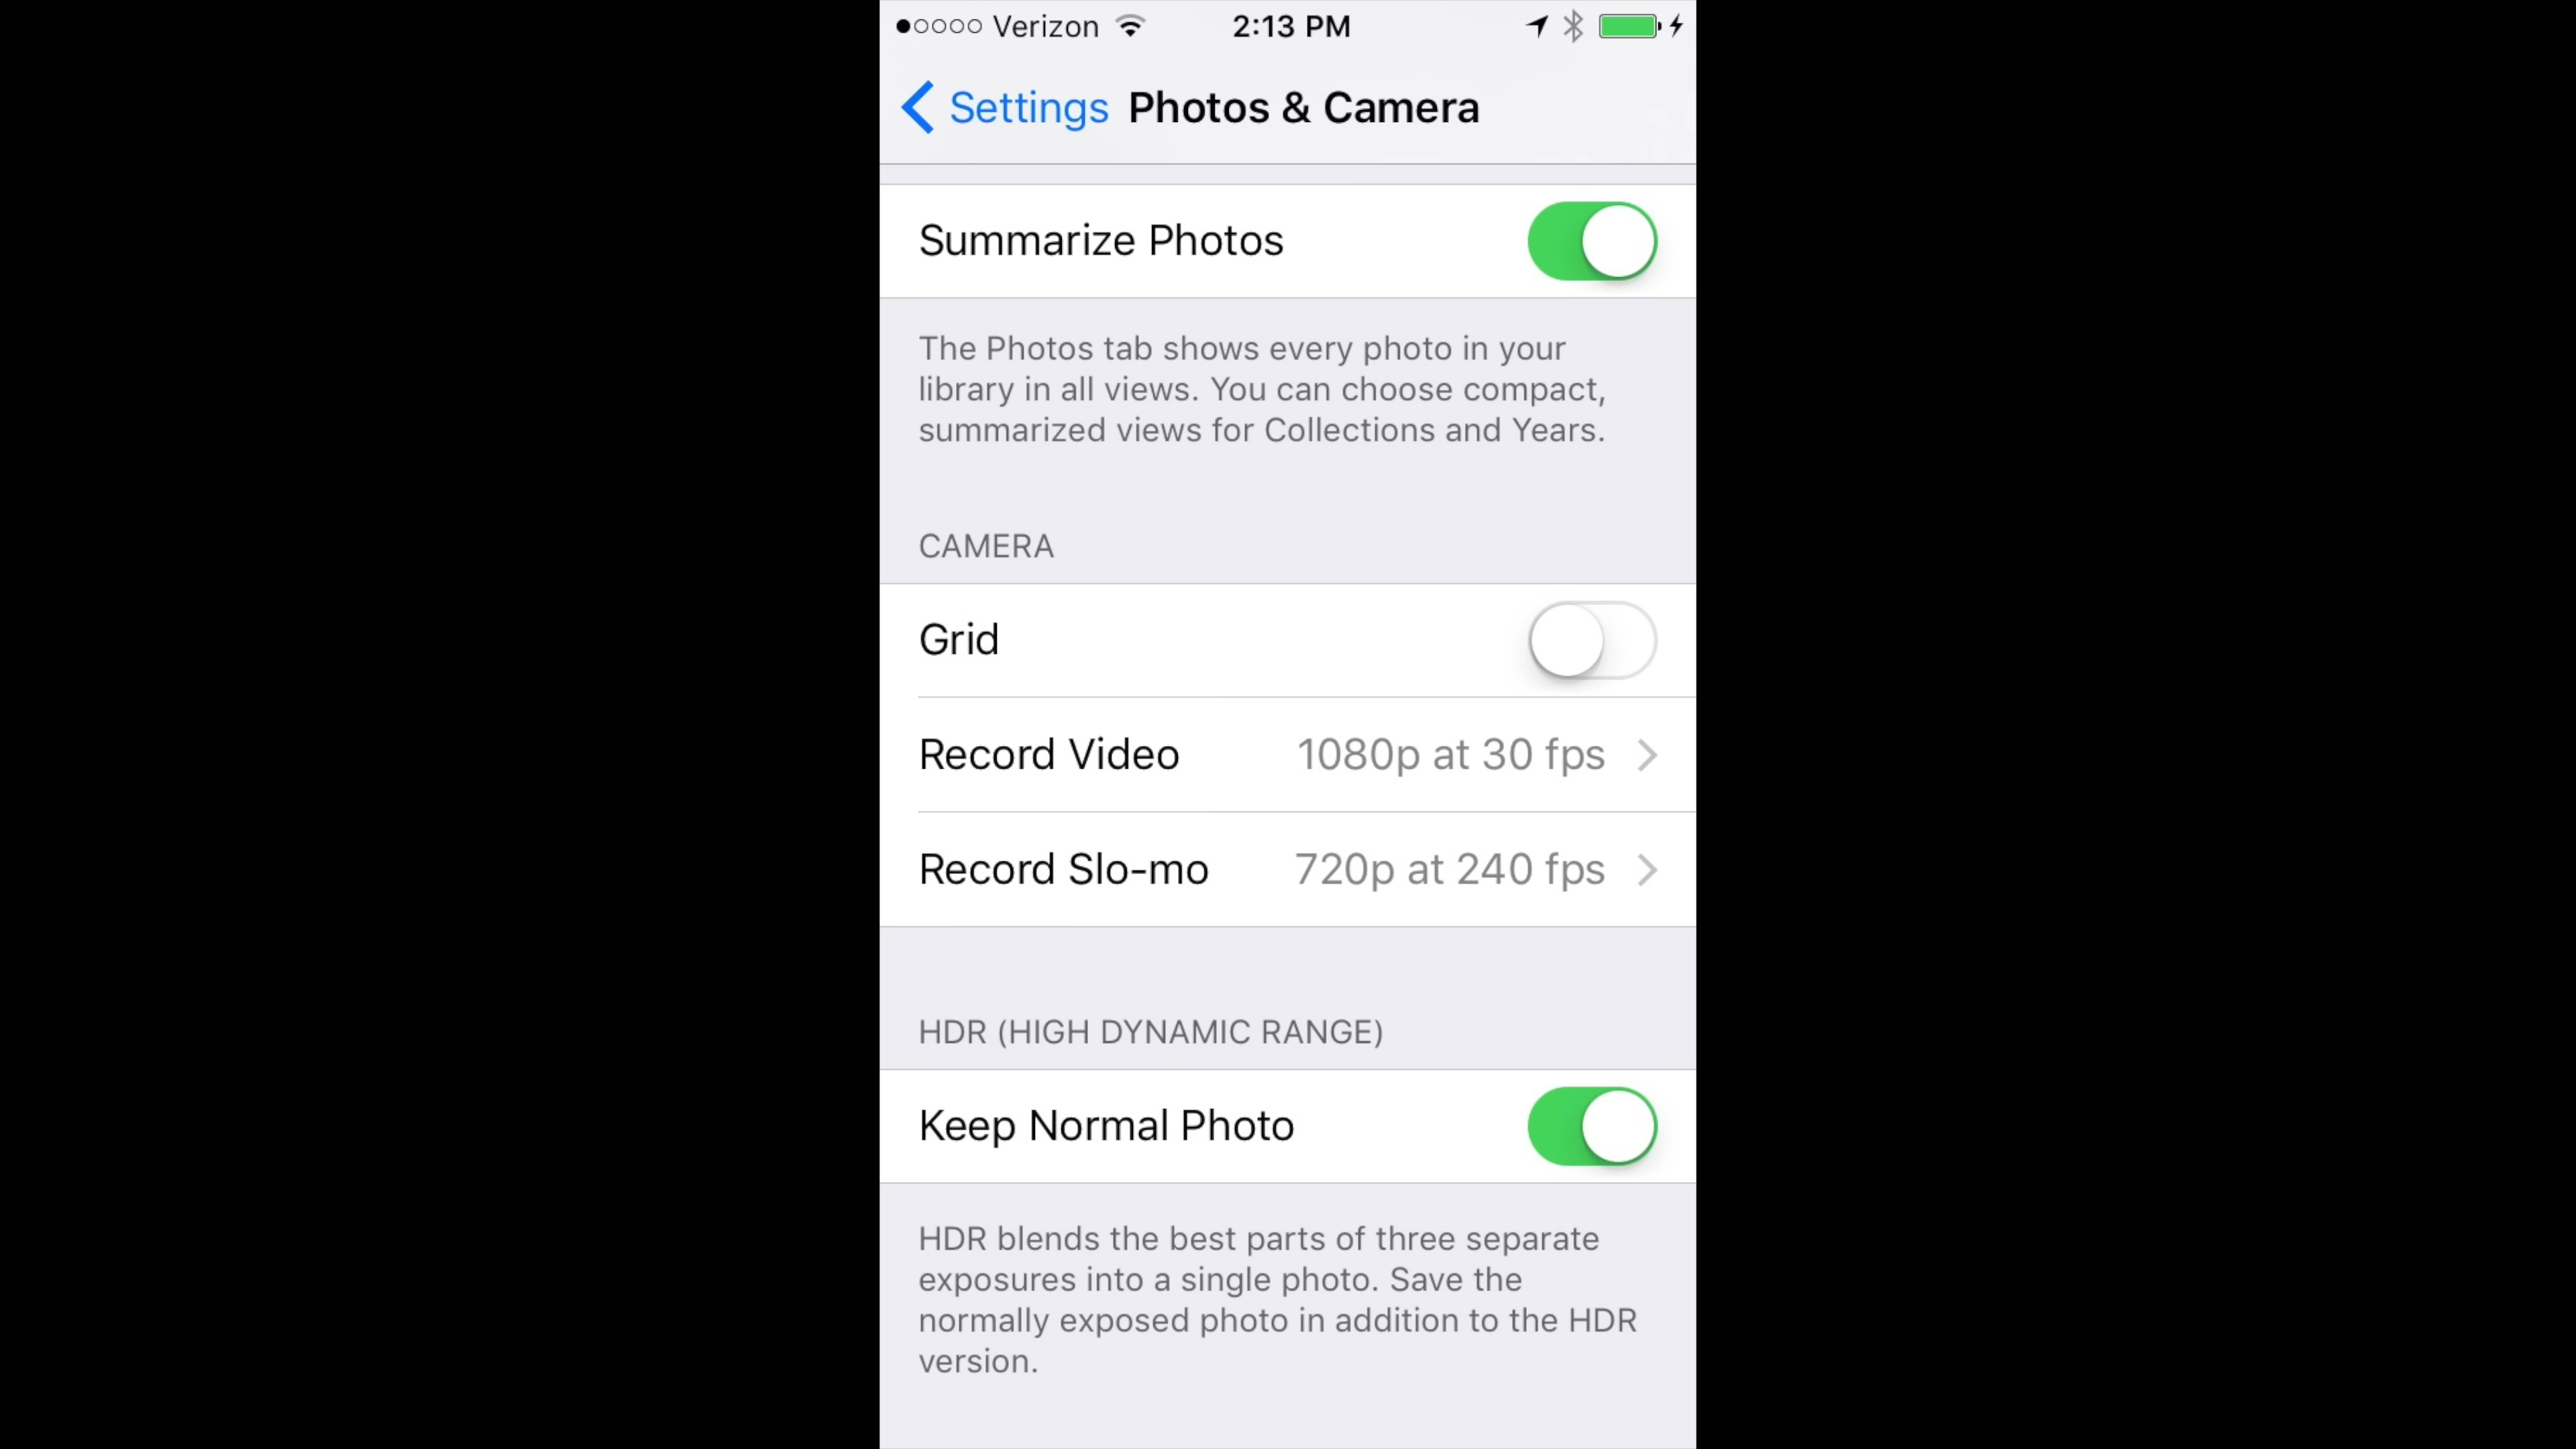 Verizon 2:13 PM
Settings Photos & Camera
Summarize Photos
The Photos tab shows every photo in your
library in all views. You can choose compact,
summarized views for Collections and Years.
CAMERA
Grid
Record Video 1080p at 30 fps
Record Slo-mo 720p at 240 fps
HDR (HIGH DYNAMIC RANGE)
Keep Normal Photo
HDR blends the best parts of three separate
exposures into a single photo. Save the
normally exposed photo in addition to the HDR
version.